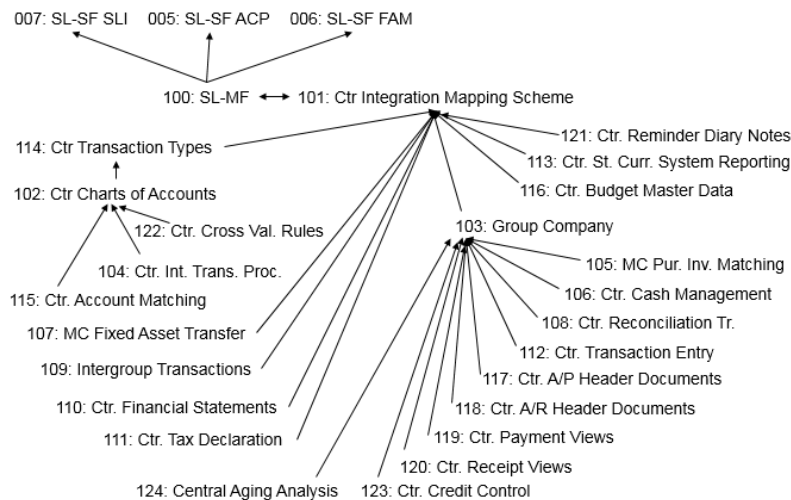 007: SL-SF SLI 005: SL-SF ACP 006: SL-SF FAM
100: SL-MF 101: Ctr Integration Mapping Scheme
121: Ctr. Reminder Diary Notes
114: Ctr Transaction Types
113: Ctr. St. Curr. System Reporting
116: Ctr. Budget Master Data
102: Ctr Charts of Accounts
103: Group Company
122: Ctr. Cross Val. Rules
105: MC Pur. Inv. Matching
104: Ctr. Int. Trans. Proc.
106: Ctr. Cash Management
115: Ctr. Account Matching
108: Ctr. Reconciliation Tr.
107: MC Fixed Asset Transfer
112: Ctr. Transaction Entry
109: Intergroup Transactions
117: Ctr. A/P Header Documents
110: Ctr. Financial Statements
118: Ctr. A/R Header Documents
111: Ctr. Tax Declaration
119: Ctr. Payment Views
120: Ctr. Receipt Views
124: Central Aging Analysis 123: Ctr. Credit Control